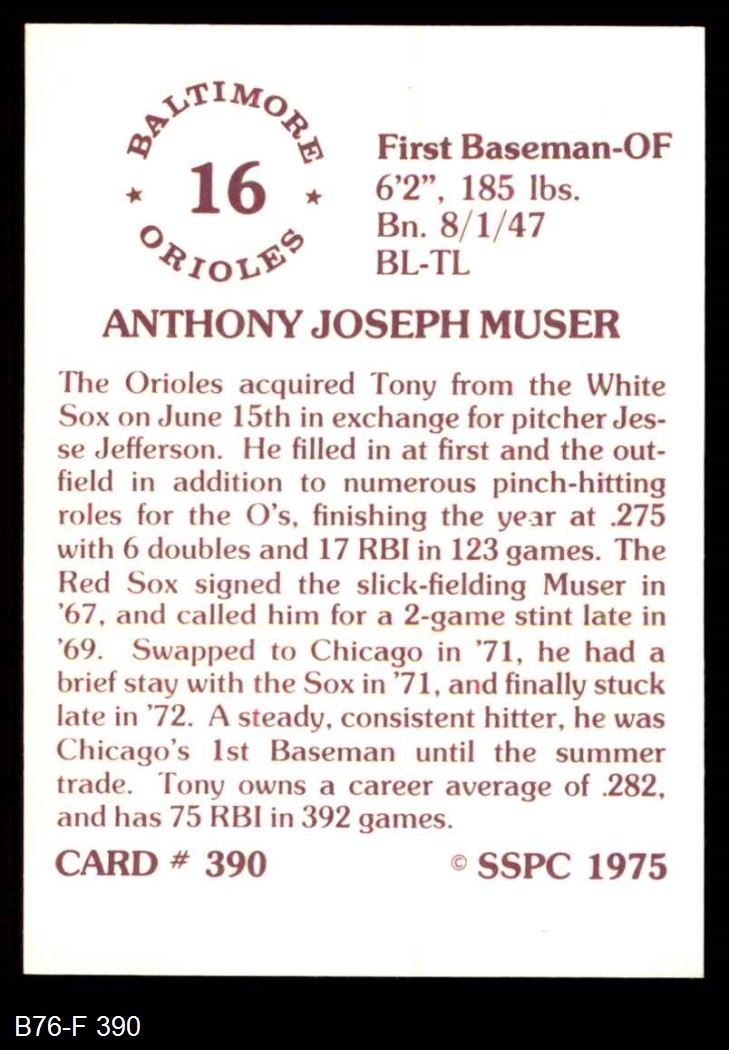 BALTIMORE
16
ORIOLES
First Baseman-OF
6'2”, 185 lbs.
Bn. 8/1/47
BL-TL
ANTHONY JOSEPH MUSER
The Orioles acquired Tony from the White
Sox on June 15th in exchange for pitcher Jes-
se Jefferson. He filled in at first and the out-
field in addition to numerous pinch-hitting
roles for the O's, finishing the year at .275
with 6 doubles and 17 RBI in 123 games. The
Red Sox signed the slick-fielding Muser in
'67, and called him for a 2-game stint late in
'69. Swapped to Chicago in '71, he had a
brief stay with the Sox in '71, and finally stuck
late in '72. A steady, consistent hitter, he was
Chicago's 1st Baseman until the summer
trade. Tony owns a career average of .282,
and has 75 RBI in 392 games.
CARD # 390 © SSPC 1975
B76-F 390